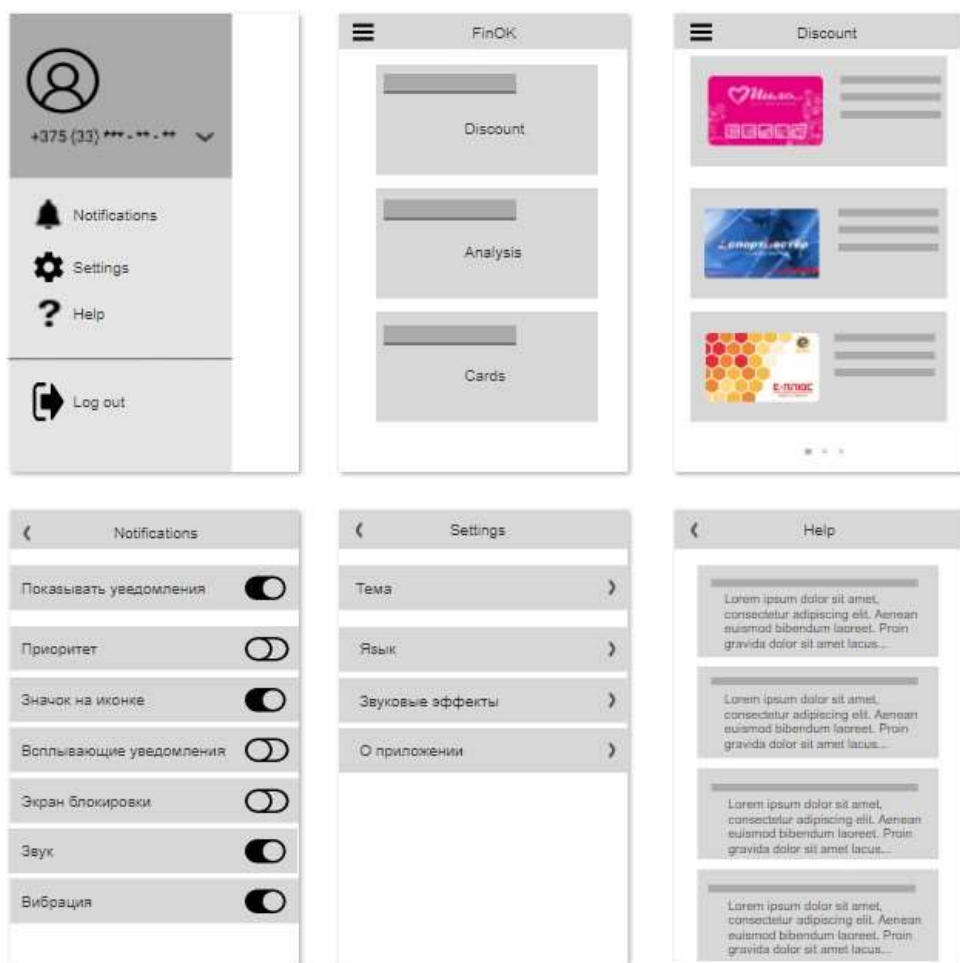 +375 (33) *** - ** - **
Notifications
Settings
Help
Log out
FinOK
Discount
Analysis
Cards
Discount
Мила
спортмастер
Е-ПЛЮС
Notifications
Показывать уведомления
Приоритет
Значок на иконке
Всплывающие уведомления
Экран блокировки
Звук
Вибрация
Settings
Тема
Язык
Звуковые эффекты
О приложении
Help
Lorem ipsum dolor sit amet,
consectetur adipiscing elit. Aenean
euismod bibendum laoreet. Proin
gravida dolor sit amet lacus...
Lorem ipsum dolor sit amet,
consectetur adipiscing elit. Aenean
euismod bibendum laoreet. Proin
gravida dolor sit amet lacus...
Lorem ipsum dolor sit amet,
consectetur adipiscing elit. Aenean
euismod bibendum laoreet. Proin
gravida dolor sit amet lacus...
Lorem ipsum dolor sit amet,
consectetur adipiscing elit. Aenean
euismod bibendum laoreet. Proin
gravida dolor sit amet lacus...